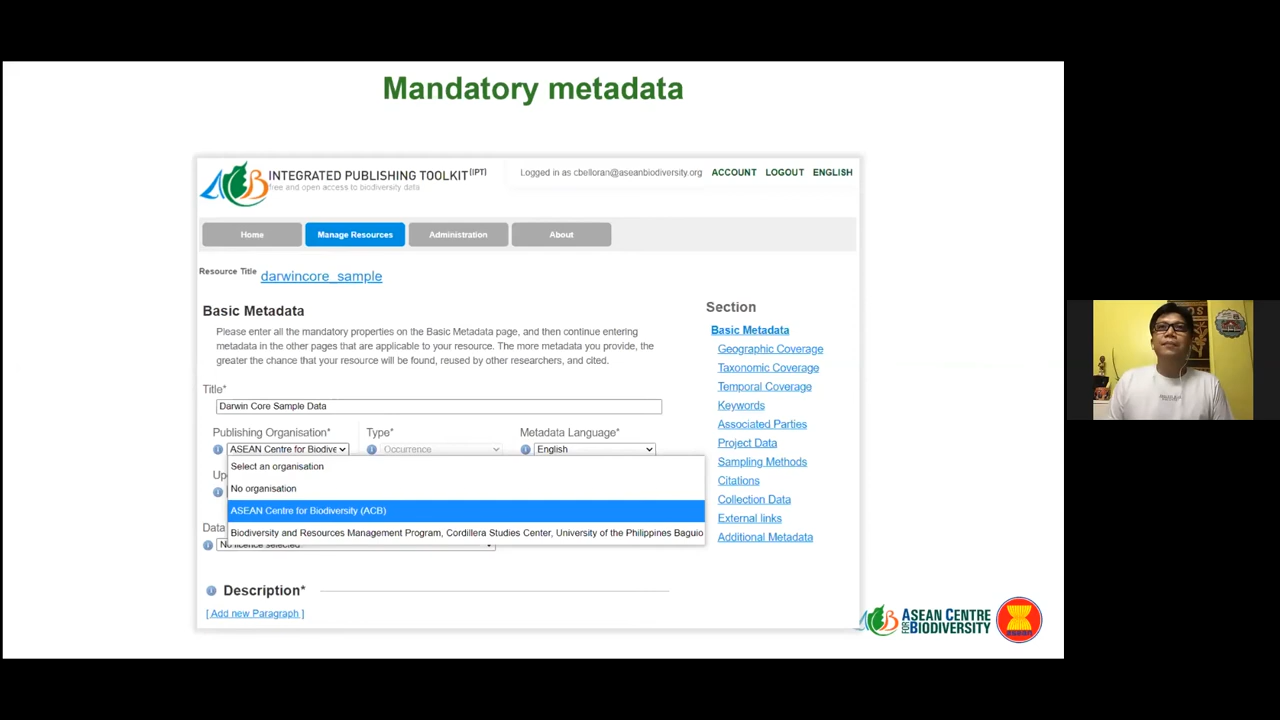 Mandatory metadata
INTEGRATED PUBLISHING TOOLKIT(IPT)
free and open access to biodiversity data
Logged in as cbelloran@aseanbiodiversity.org ACCOUNT LOGOUT ENGLISH
Home Manage Resources Administration About
Resource Title darwincore_sample
Basic Metadata
Please enter all the mandatory properties on the Basic Metadata page, and then continue entering
metadata in the other pages that are applicable to your resource. The more metadata you provide, the
greater the chance that your resource will be found, reused by other researchers, and cited.
Title*
Darwin Core Sample Data
Publishing Organisation* Type* Metadata Language*
ASEAN Centre for Biodive Occurrence English
Select an organisation
Up
No organisation
ASEAN Centre for Biodiversity (ACB)
Data
Biodiversity and Resources Management Program, Cordillera Studies Center, University of the Philippines Baguio
No licence selected
Description*
[ Add new Paragraph ]
Section
Basic Metadata
Geographic Coverage
Taxonomic Coverage
Temporal Coverage
Keywords
Associated Parties
Project Data
Sampling Methods
Citations
Collection Data
External links
Additional Metadata
ASEAN CENTRE
FOR BIODIVERSITY
asean